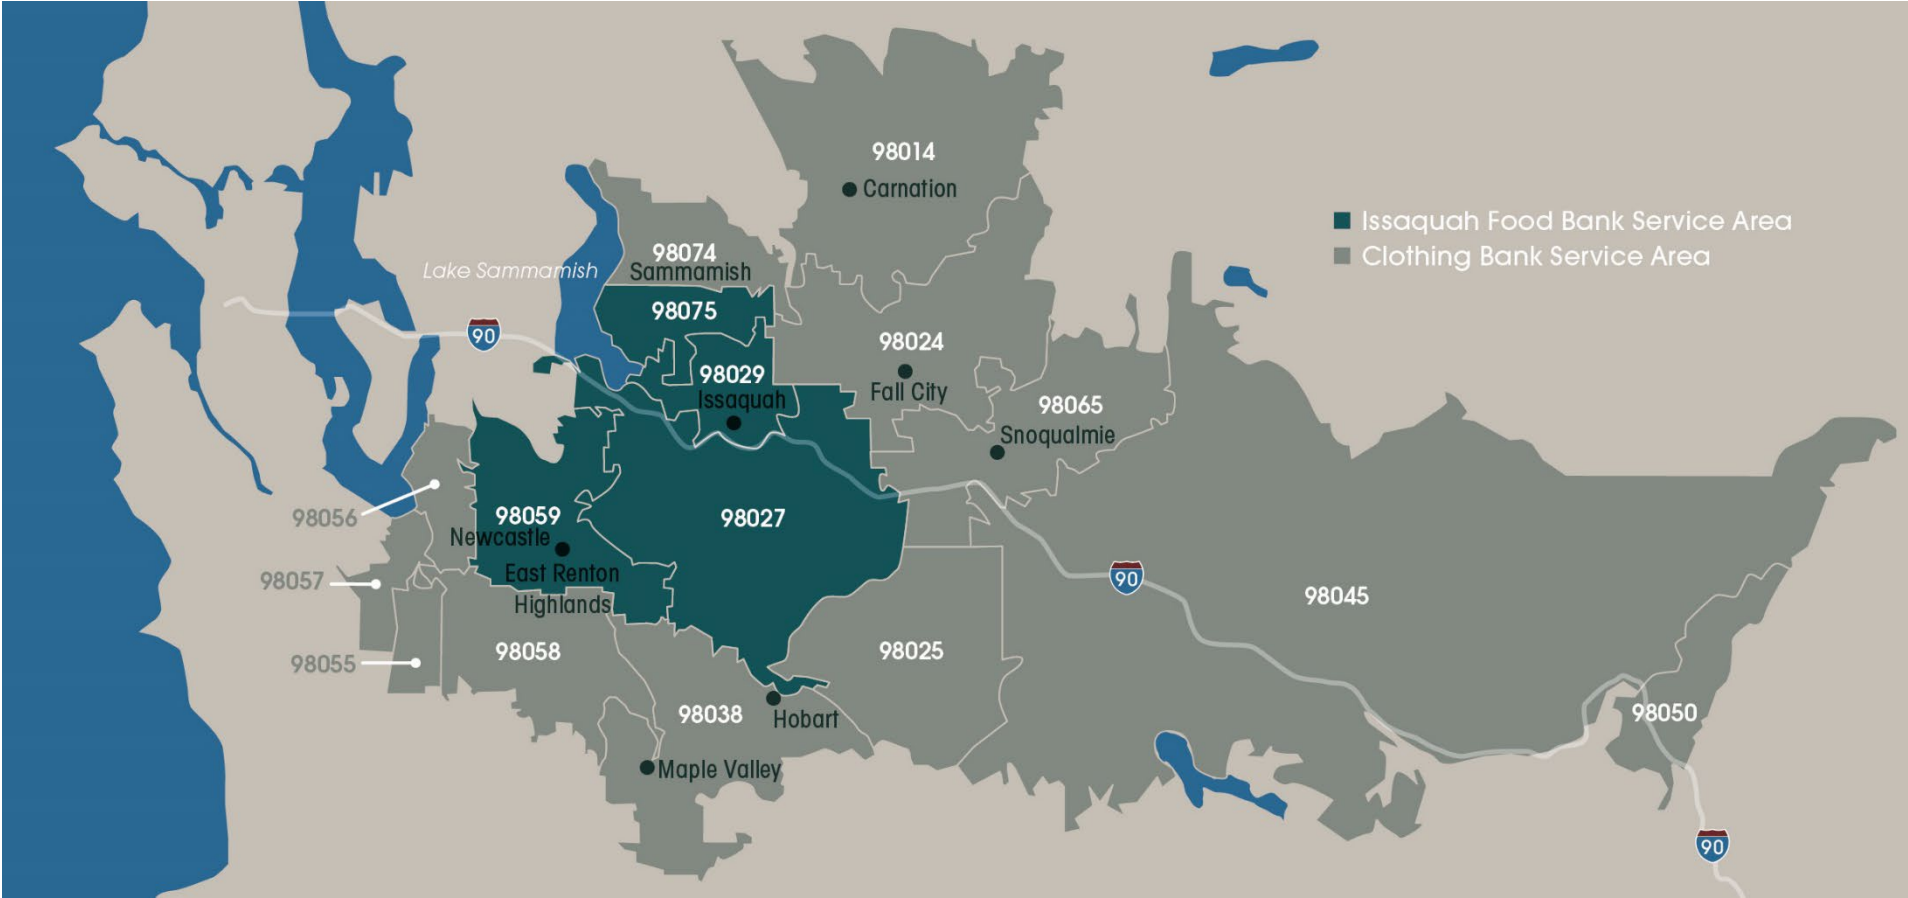 98014
Carnation
Issaquah Food Bank Service Area
Clothing Bank Service Area
98074
Sammamish
Lake Sammamish
98075
90
98024
Fall City
98029
Issaquah
98065
Snoqualmie
98056
98059
Newcastle
98027
East Renton
Highlands
98057
90
98045
98055
98058
98025
98038
Hobart
98050
Maple Valley
90